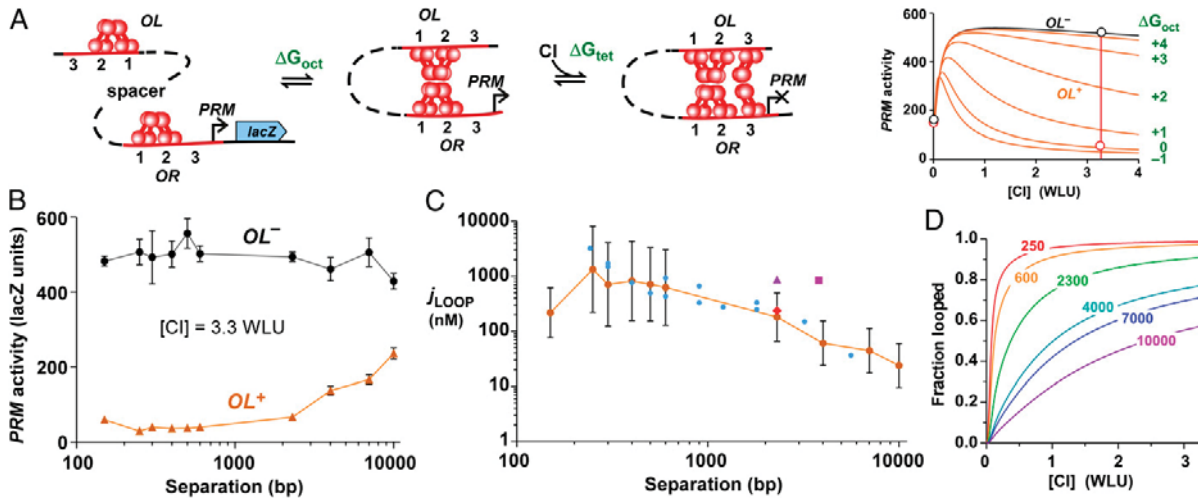 A
OL
3 2 1
spacer
PRM
lacZ
1 2 3
OR
ΔGoct
OL
1 2 3
PRM
1 2 3
OR
CI
ΔGtet
OL
1 2 3
PRM
1 2 3
OR
PRM activity
600
400
200
0
0 1 2 3 4
[CI] (WLU)
OL–
OL+
ΔGoct
+4
+3
+2
+1
0
–1
B
PRM activity (lacZ units)
600
400
200
0
OL–
[CI] = 3.3 WLU
OL+
100 1000 10000
Separation (bp)
C
jLOOP
(nM)
10000
1000
100
10
1
100 1000 10000
Separation (bp)
D
Fraction looped
1.0
0.8
0.6
0.4
0.2
0.0
250
600
2300
4000
7000
10000
0 1 2 3
[CI] (WLU)